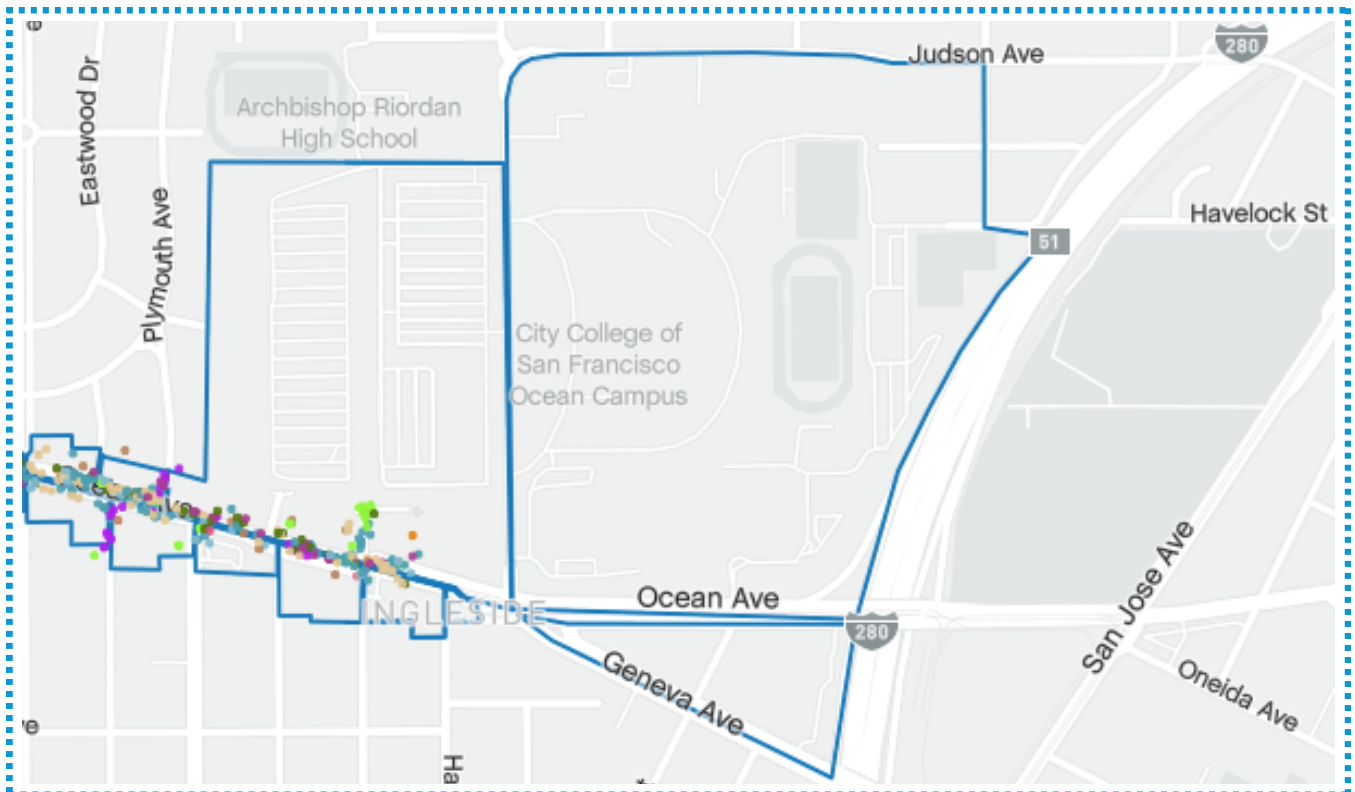 280
Judson Ave
Archbishop Riordan
High School
Eastwood Dr
Plymouth Ave
Havelock St
51
City College of
San Francisco
Ocean Campus
Ocean Ave
INGLESIDE
280
San Jose Ave
Geneva Ave
Oneida Ave
Ha